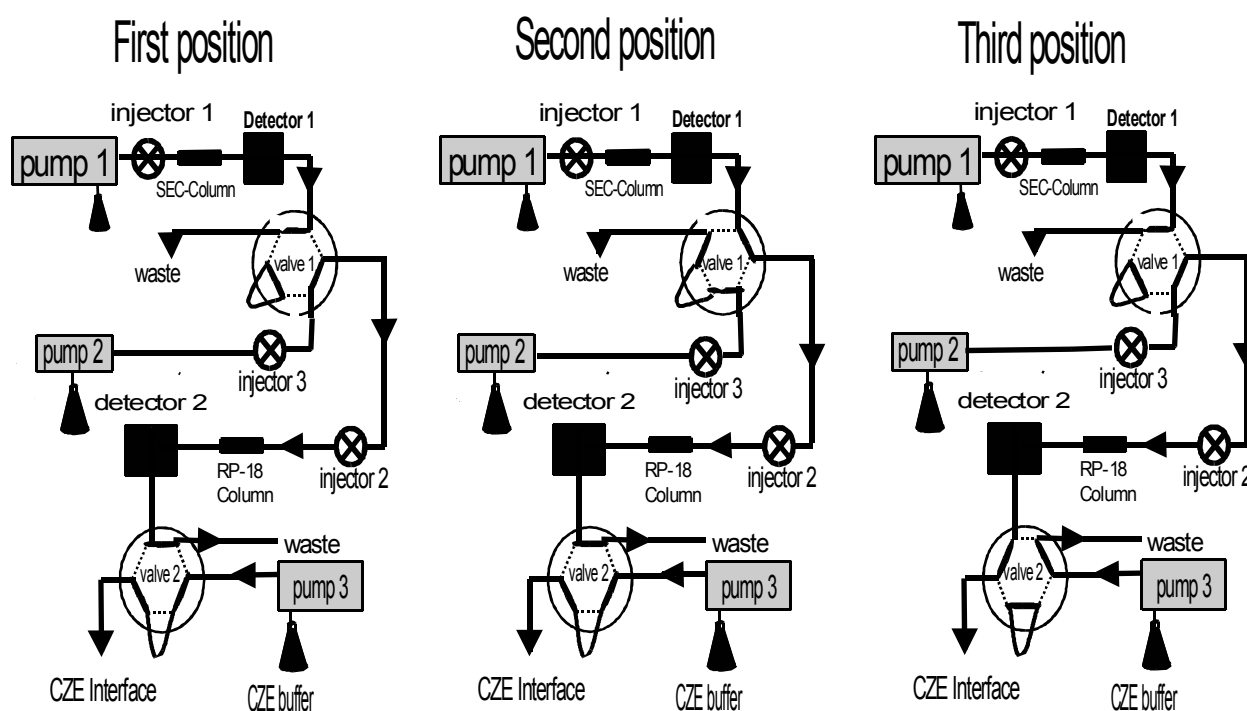 First position
injector 1
Detector 1
pump 1
SEC-Column
waste
valve 1
pump 2
injector 3
detector 2
RP-18
Column
injector 2
waste
valve 2
pump 3
CZE Interface
CZE buffer
Second position
injector 1
Detector 1
pump 1
SEC-Column
waste
valve 1
pump 2
injector 3
detector 2
RP-18
Column
injector 2
waste
valve 2
pump 3
CZE Interface
CZE buffer
Third position
injector 1
Detector 1
pump 1
SEC-Column
waste
valve 1
pump 2
injector 3
detector 2
RP-18
Column
injector 2
waste
valve 2
pump 3
CZE Interface
CZE buffer